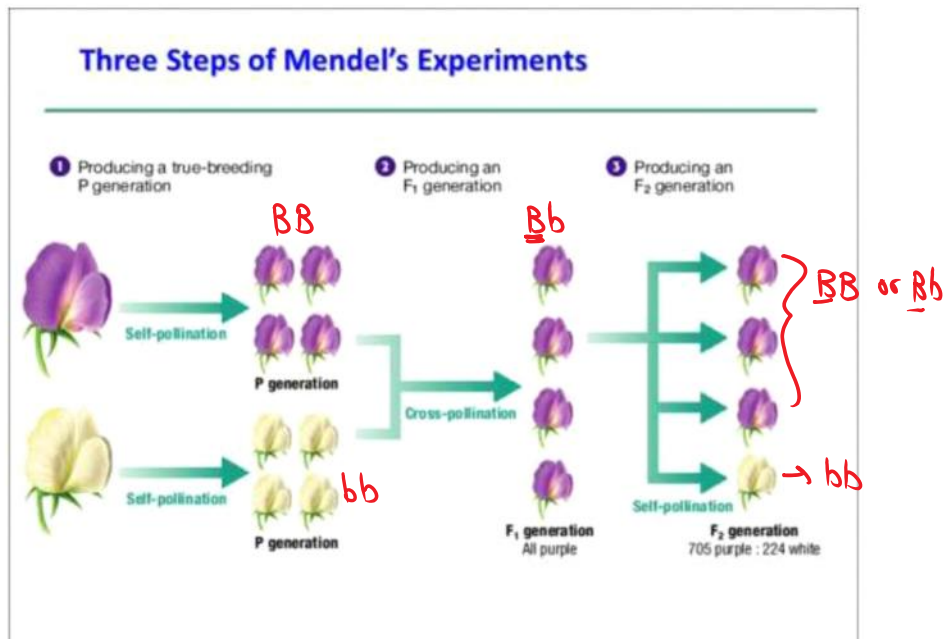 Three Steps of Mendel's Experiments
1 Producing a true-breeding
P generation
2 Producing an
F₁ generation
3 Producing an
F₂ generation
BB
Bb
BB or Bb
Self-pollination
P generation
Cross-pollination
bb
bb
Self-pollination
P generation
F₁ generation
All purple
Self-pollination
F₂ generation
705 purple : 224 white